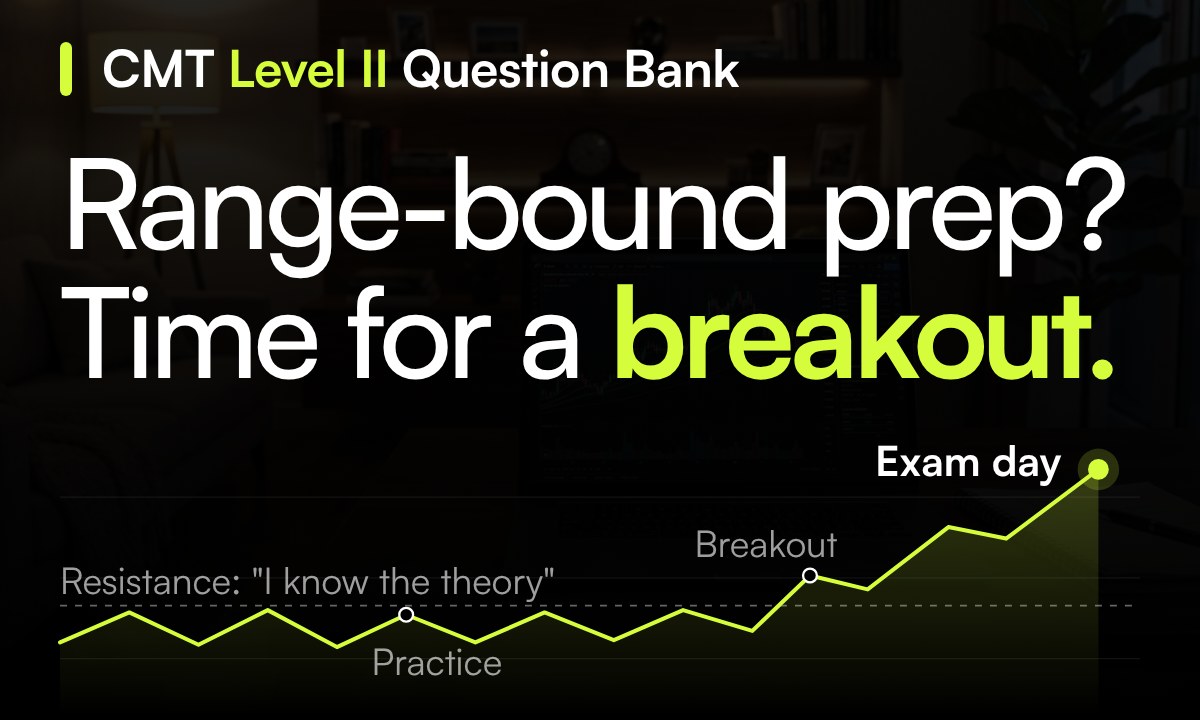 CMT Level II Question Bank
Range-bound prep?
Time for a breakout.
Exam day
Breakout
Resistance: "I know the theory"
Practice